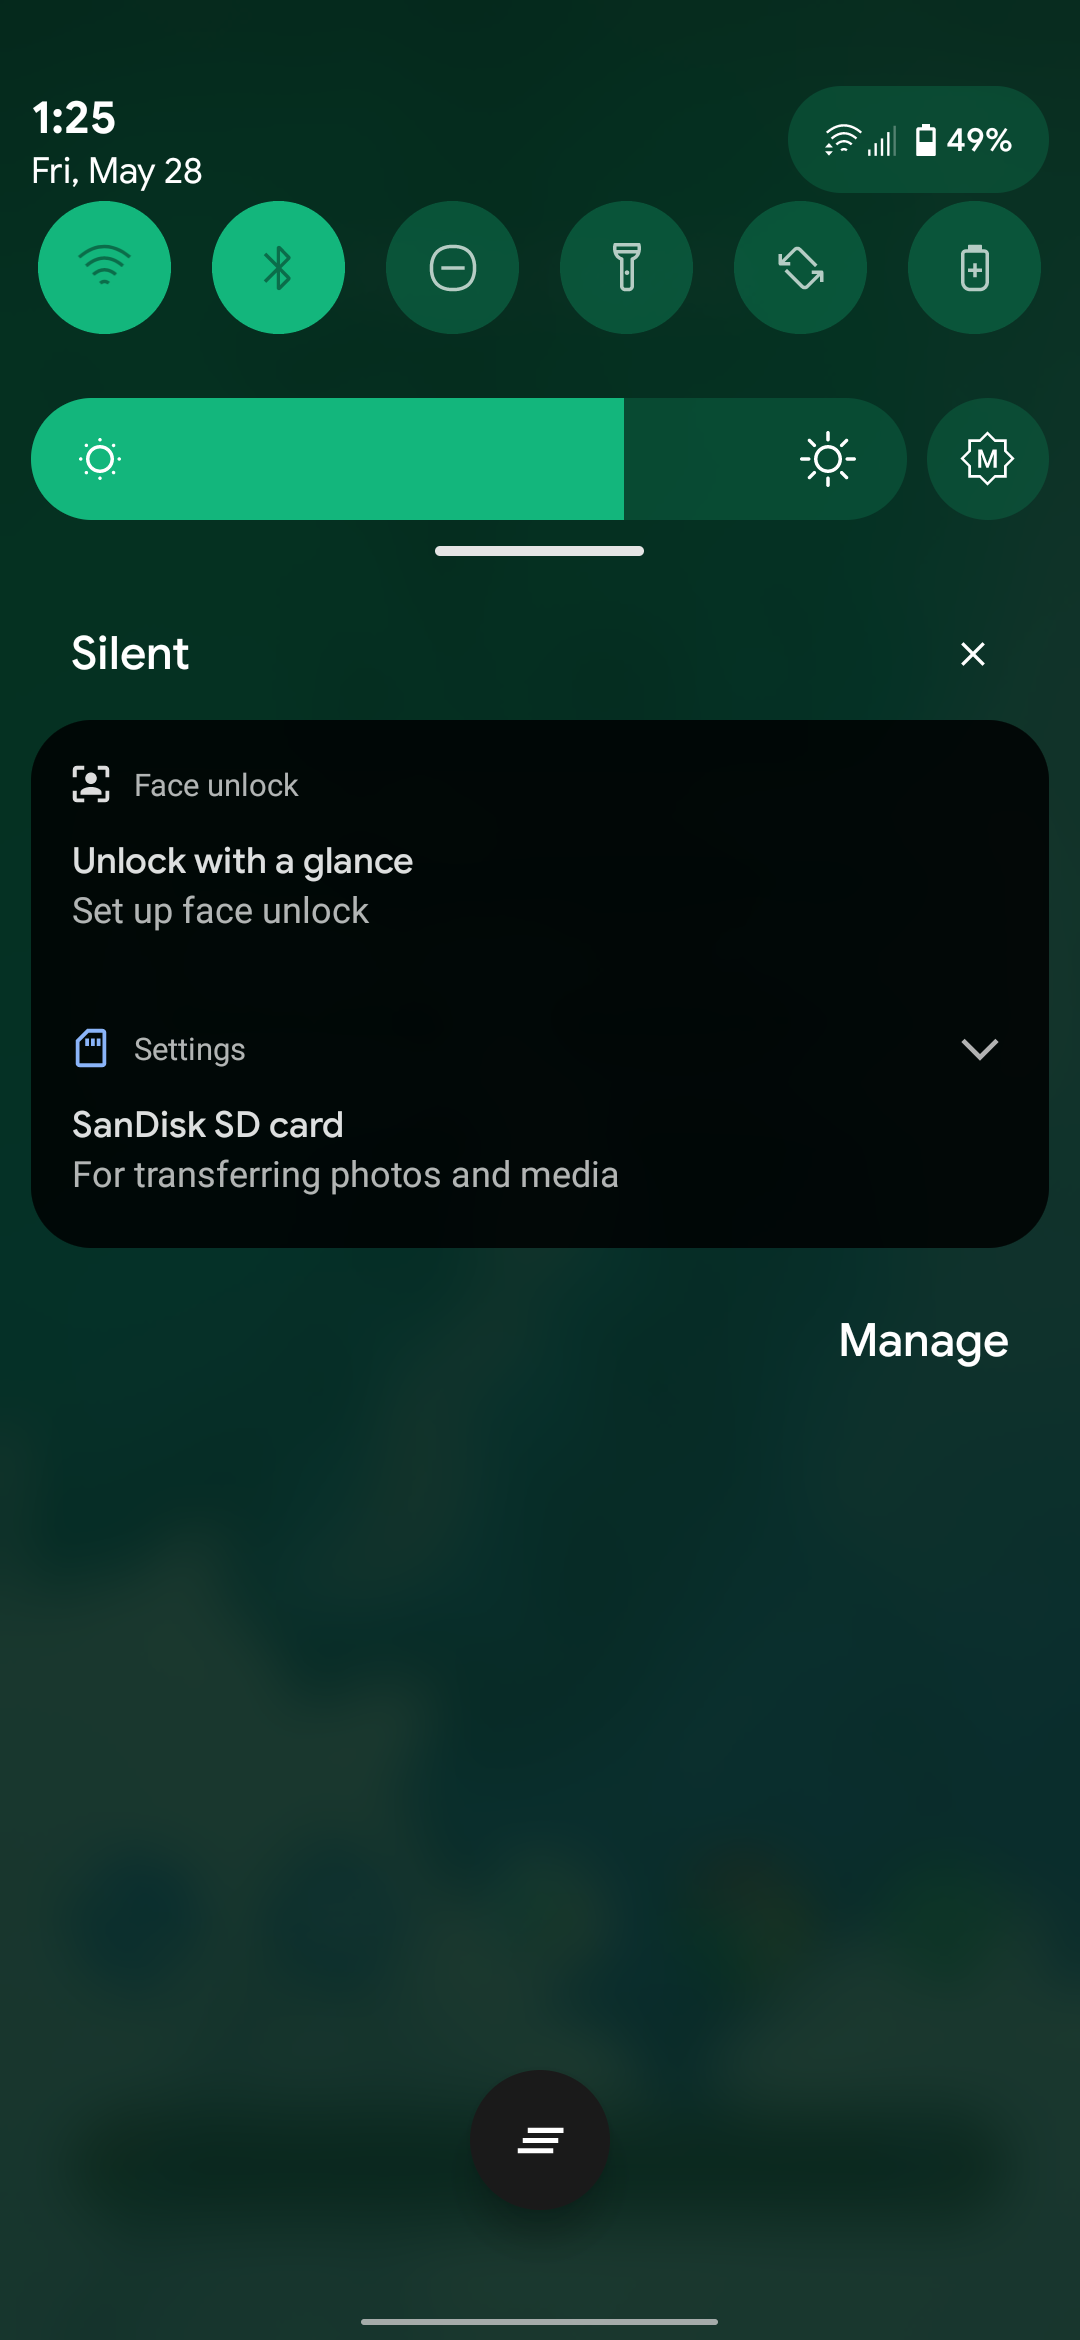 1:25
Fri, May 28
49%
M
Silent
Face unlock
Unlock with a glance
Set up face unlock
Settings
SanDisk SD card
For transferring photos and media
Manage